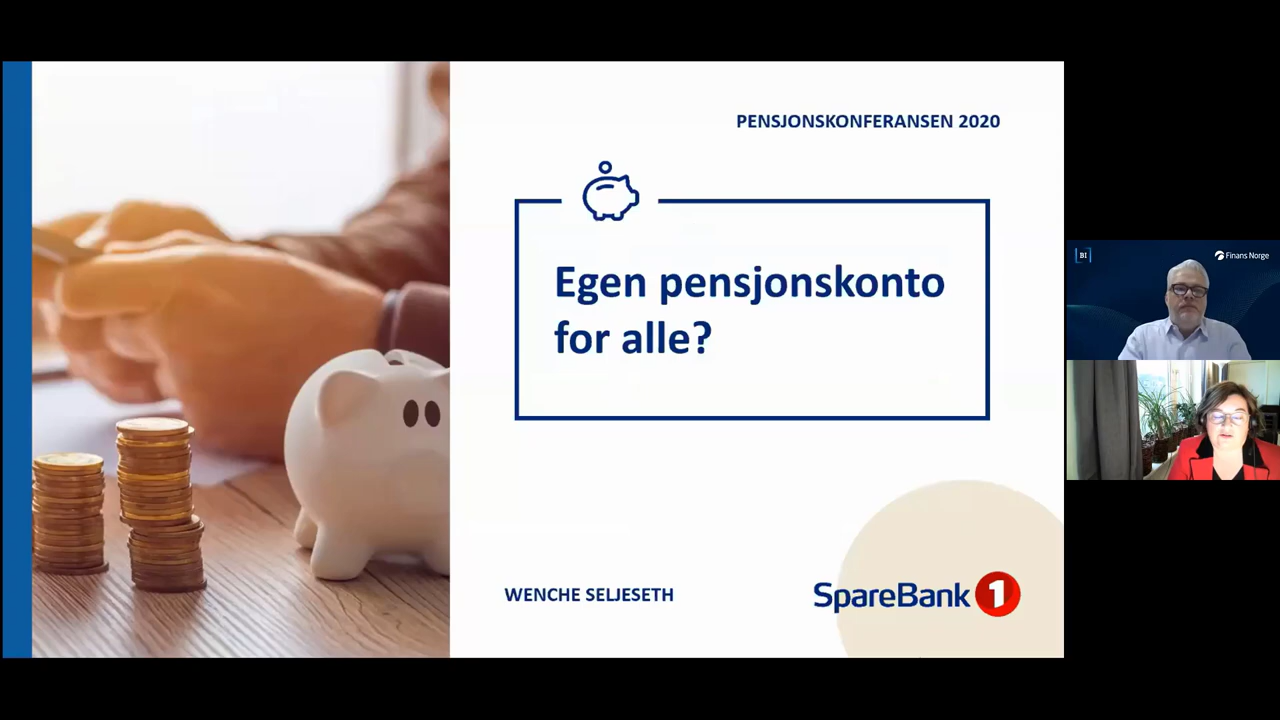 PENSJONSKONFERANSEN 2020
Egen pensjonskonto
for alle?
WENCHE SELJESETH
SpareBank 1
BI
Finans Norge